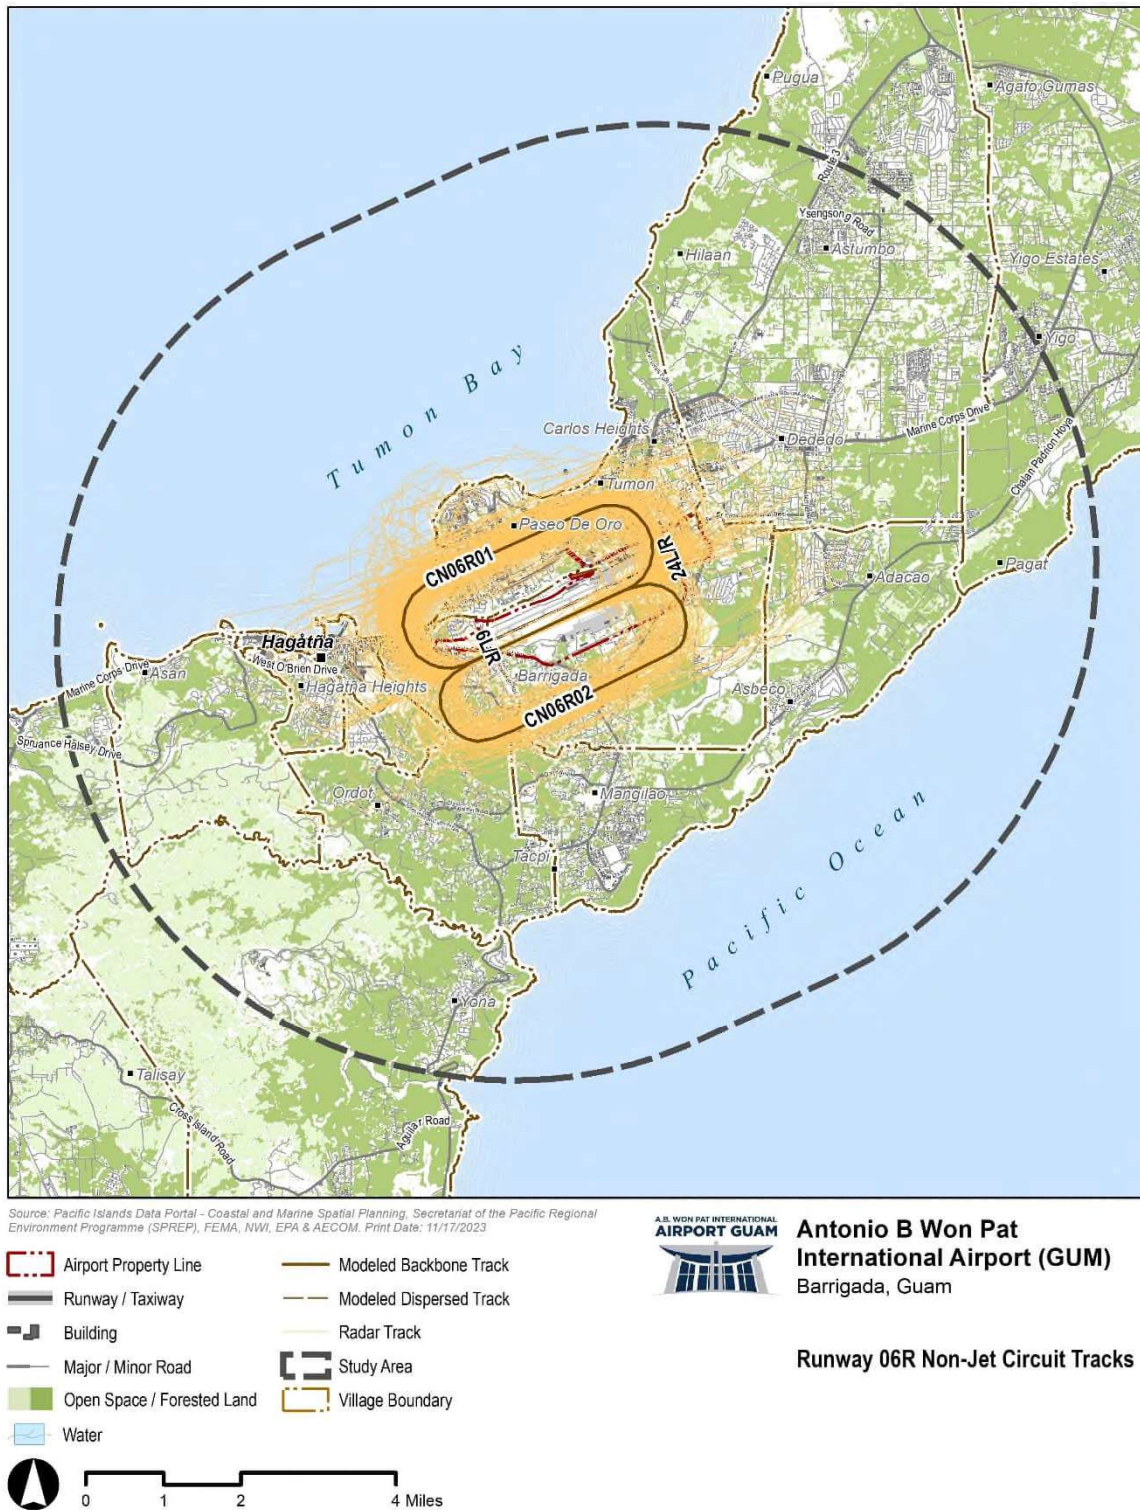 Pugua
Agafo Gumas
Route 3
Ysengsong Road
Astumbo
Hilaan
Yigo Estates
Yigo
Tumon Bay
Carlos Heights
Dededo
Marine Corps Drive
Chalan Padrion Hoya
Tumon
Paseo De Oro
CN06R01
24L/R
Adacao
Pagat
Hagåtña
West O'Brien Drive
Marine Corps Drive
Asan
Hagatna Heights
Barrigada
CN06R02
Asbeco
Spruance Halsey Drive
Ordot
Mangilao
Tacpi
Pacific Ocean
Yona
Talisay
Cross Island Road
Aguilar Road
Source: Pacific Islands Data Portal - Coastal and Marine Spatial Planning, Secretariat of the Pacific Regional
Environment Programme (SPREP), FEMA, NWI, EPA & AECOM. Print Date: 11/17/2023
Airport Property Line
Runway / Taxiway
Building
Major / Minor Road
Open Space / Forested Land
Water
Modeled Backbone Track
Modeled Dispersed Track
Radar Track
Study Area
Village Boundary
0 1 2 4 Miles
A.B. WON PAT INTERNATIONAL
AIRPORT GUAM
Antonio B Won Pat
International Airport (GUM)
Barrigada, Guam
Runway 06R Non-Jet Circuit Tracks